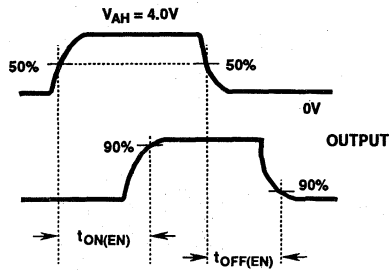 V_AH = 4.0V
50%
50%
0V
OUTPUT
90%
90%
t_ON(EN)
t_OFF(EN)